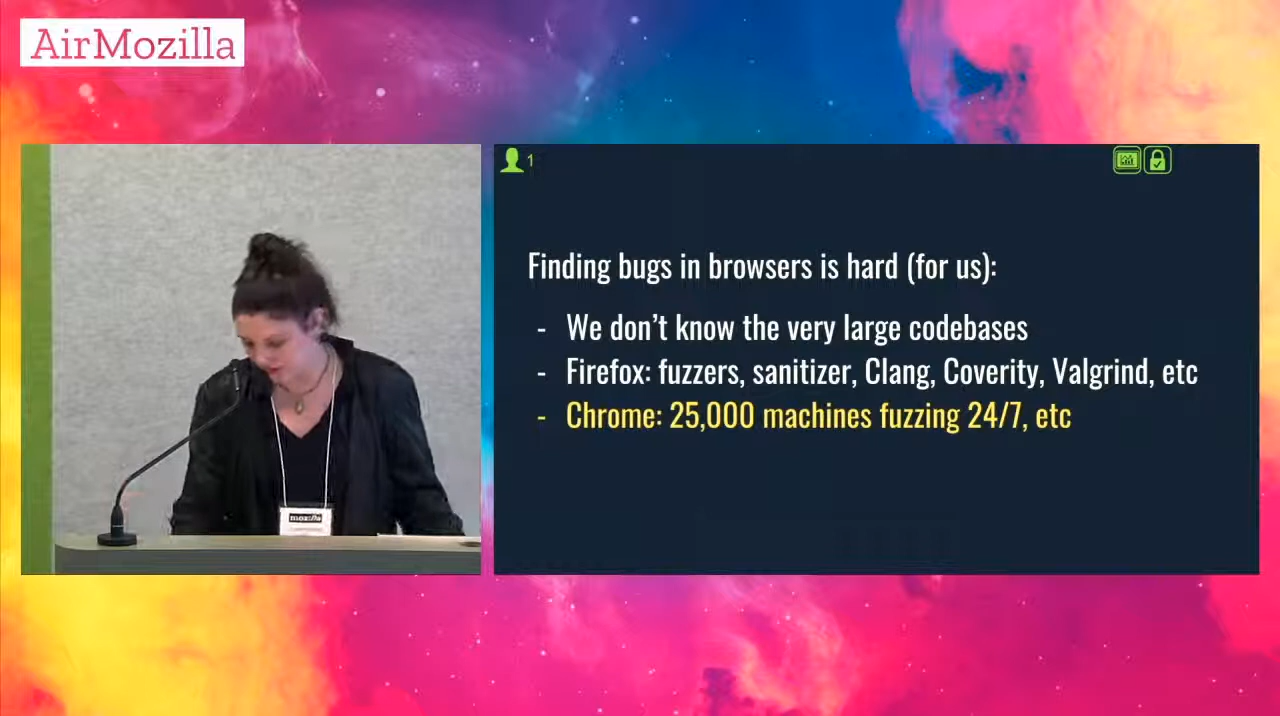 AirMozilla
1
Finding bugs in browsers is hard (for us):
- We don't know the very large codebases
- Firefox: fuzzers, sanitizer, Clang, Coverity, Valgrind, etc
- Chrome: 25,000 machines fuzzing 24/7, etc
moz://a